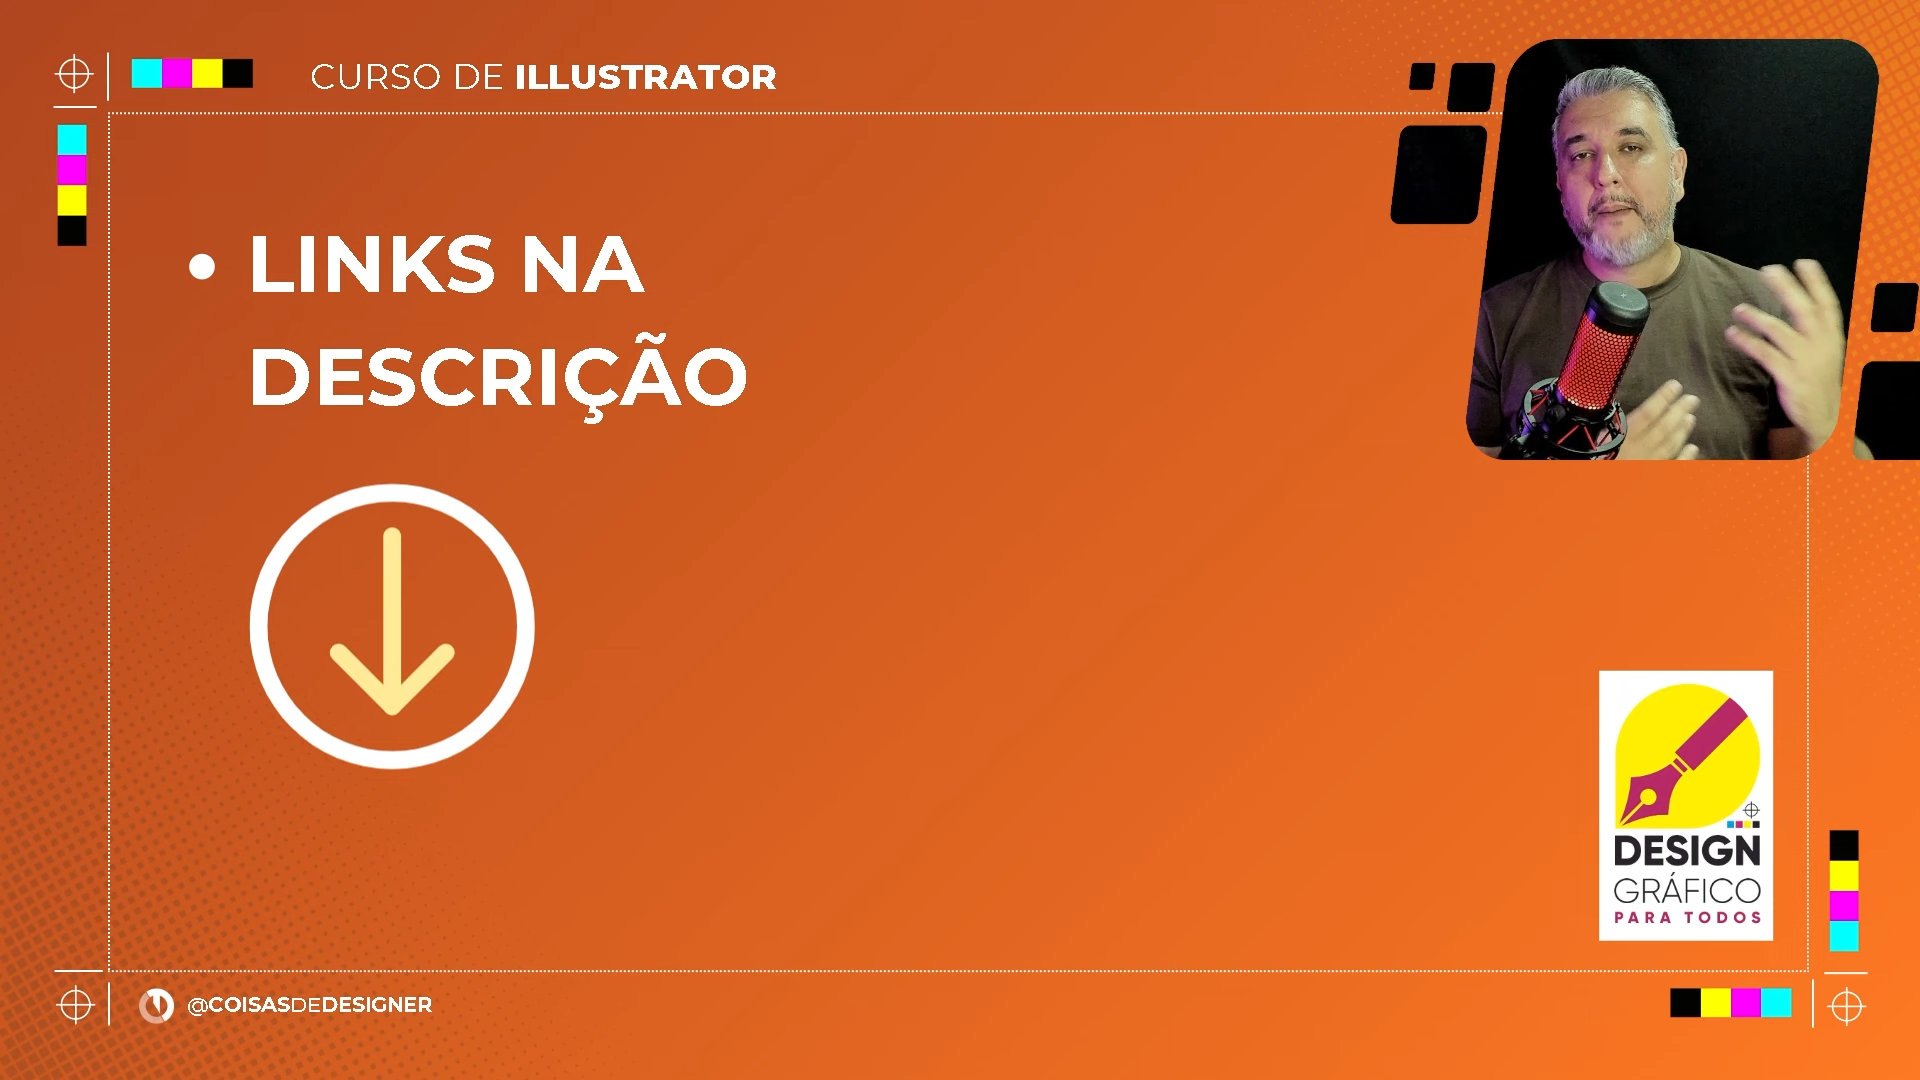 CURSO DE ILLUSTRATOR
• LINKS NA
DESCRIÇÃO
DESIGN
GRÁFICO
PARA TODOS
@COISASDEDESIGNER